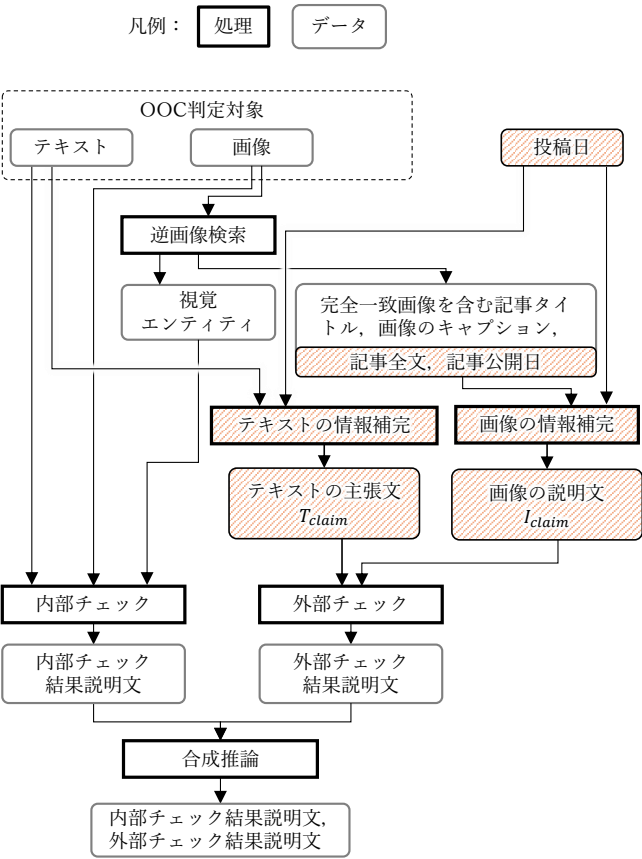 凡例：
処理
データ
OOC判定対象
テキスト
画像
投稿日
逆画像検索
視覚
エンティティ
完全一致画像を含む記事タイ
トル，画像のキャプション，
記事全文，記事公開日
テキストの情報補完
画像の情報補完
テキストの主張文
T_claim
画像の説明文
I_claim
内部チェック
外部チェック
内部チェック
結果説明文
外部チェック
結果説明文
合成推論
内部チェック結果説明文，
外部チェック結果説明文